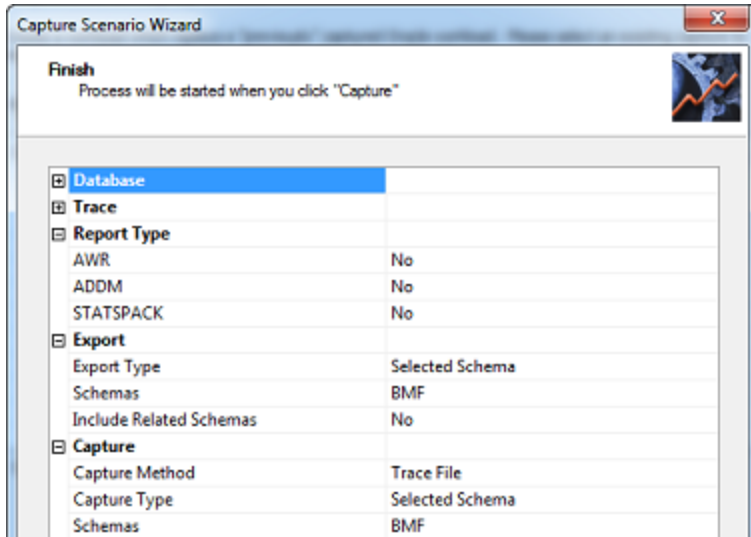 Capture Scenario Wizard
Finish
Process will be started when you click "Capture"
Database
Trace
Report Type
AWR No
ADDM No
STATSPACK No
Export
Export Type Selected Schema
Schemas BMF
Include Related Schemas No
Capture
Capture Method Trace File
Capture Type Selected Schema
Schemas BMF